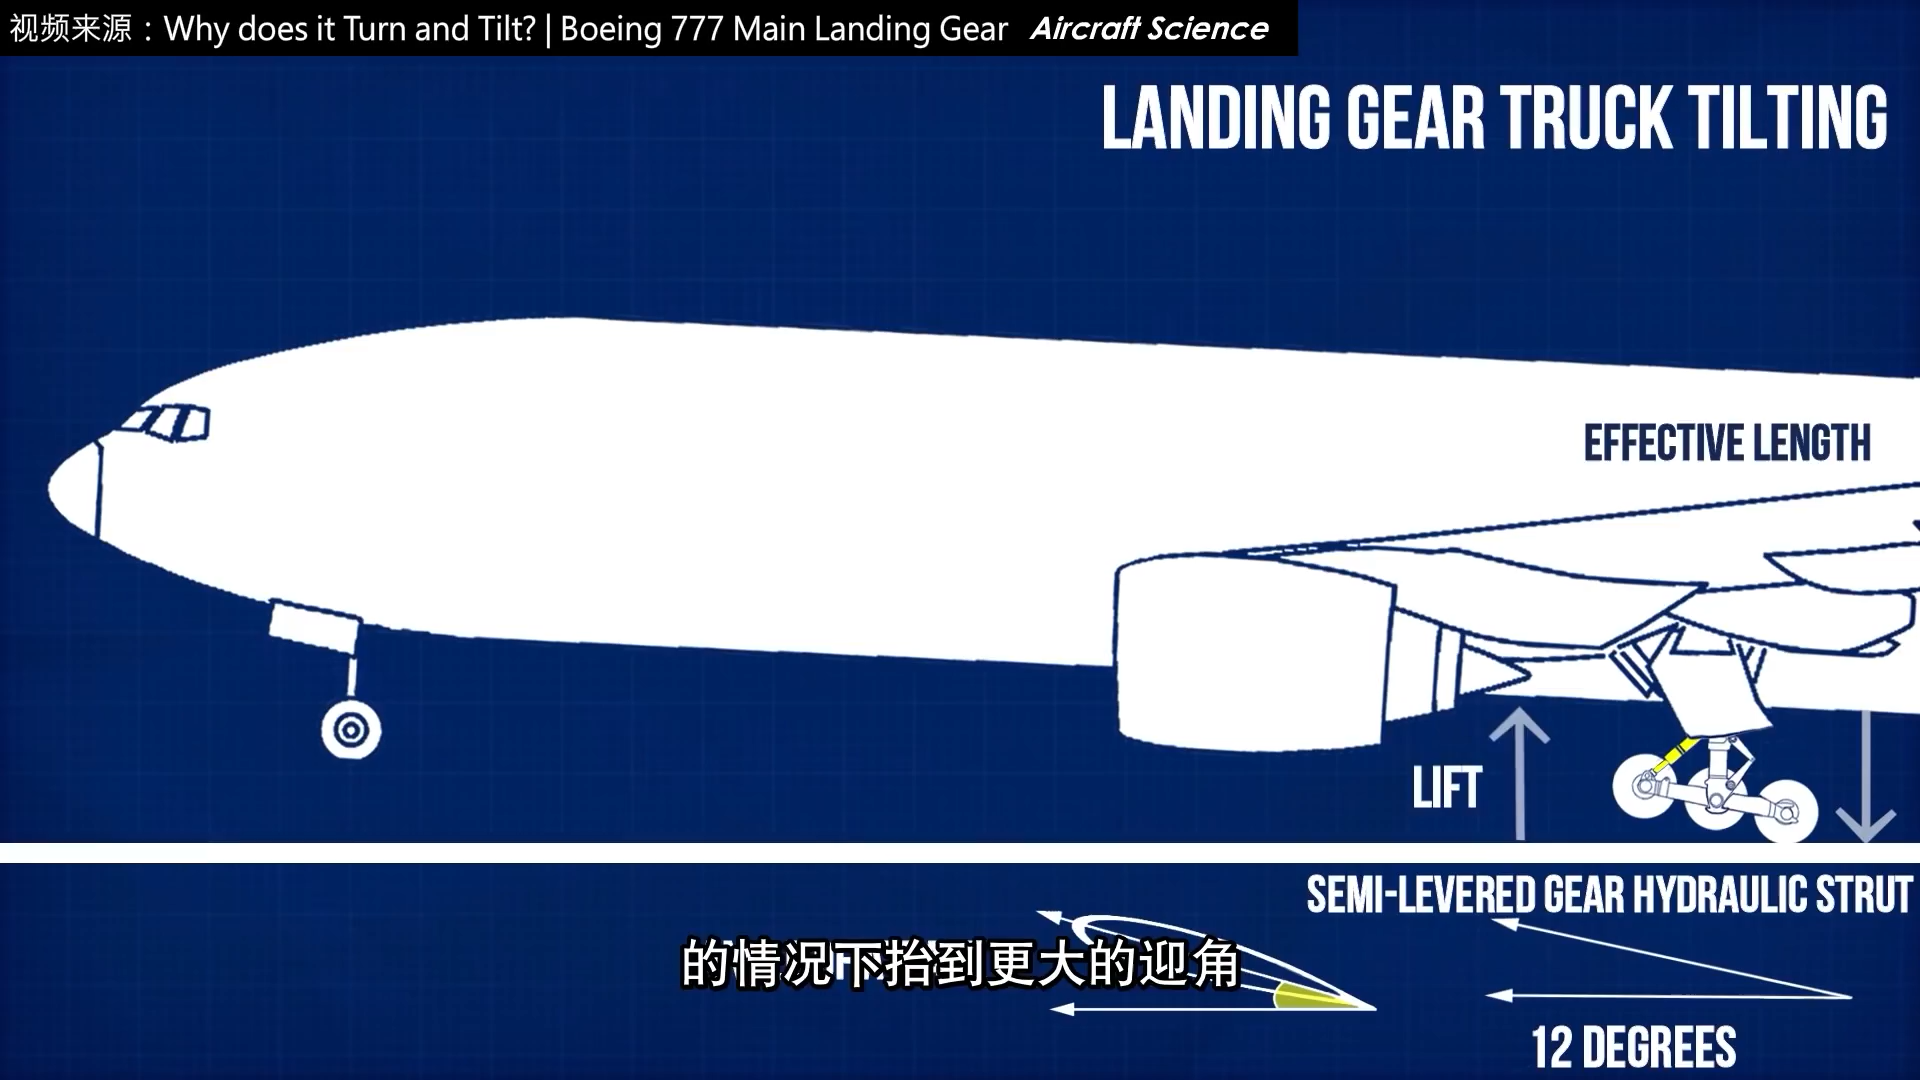 视频来源：Why does it Turn and Tilt? | Boeing 777 Main Landing Gear Aircraft Science
LANDING GEAR TRUCK TILTING
EFFECTIVE LENGTH
LIFT
SEMI-LEVERED GEAR HYDRAULIC STRUT
的情况下抬到更大的迎角
12 DEGREES